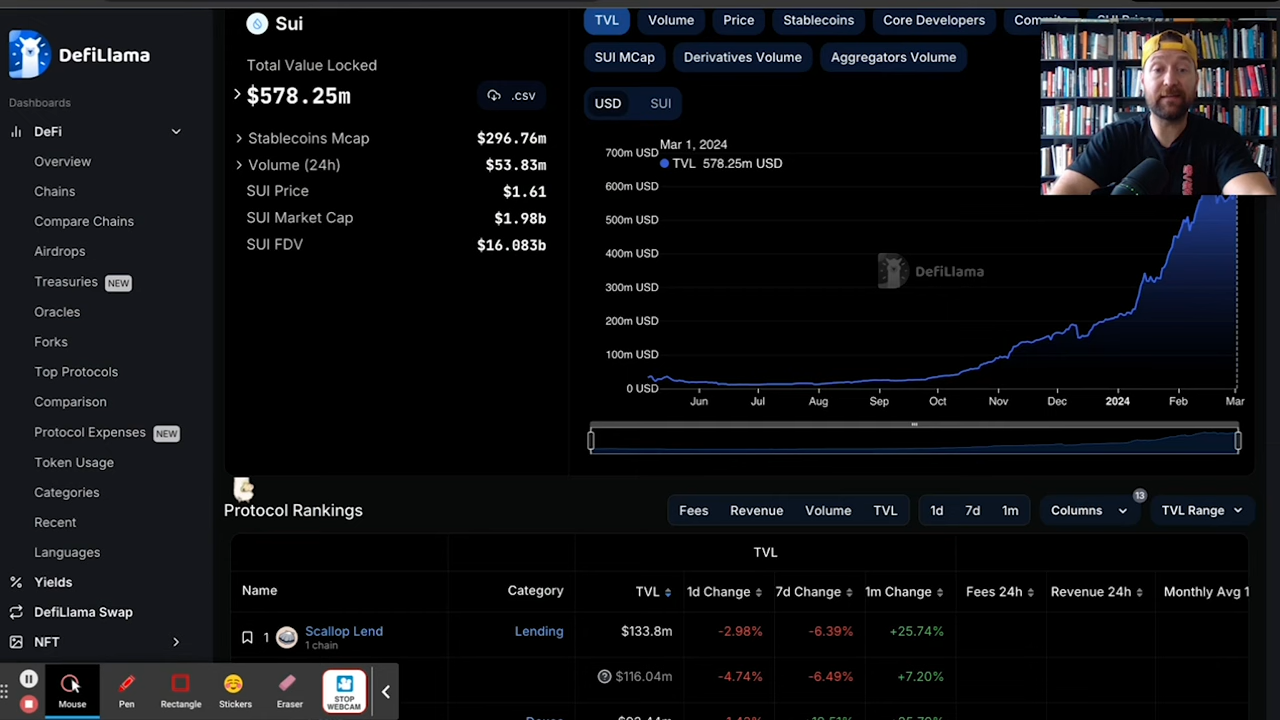 DefiLlama
Dashboards
DeFi
Overview
Chains
Compare Chains
Airdrops
Treasuries NEW
Oracles
Forks
Top Protocols
Comparison
Protocol Expenses NEW
Token Usage
Categories
Recent
Languages
Yields
DefiLlama Swap
NFT
Sui
Total Value Locked
$578.25m
.csv
Stablecoins Mcap $296.76m
Volume (24h) $53.83m
SUI Price $1.61
SUI Market Cap $1.98b
SUI FDV $16.083b
TVL Volume Price Stablecoins Core Developers
SUI MCap Derivatives Volume Aggregators Volume
USD SUI
Mar 1, 2024
TVL 578.25m USD
700m USD
600m USD
500m USD
400m USD
300m USD
200m USD
100m USD
0 USD
DefiLlama
Jun Jul Aug Sep Oct Nov Dec 2024 Feb Mar
Protocol Rankings
Fees Revenue Volume TVL
1d 7d 1m
Columns 13
TVL Range
TVL
Name Category TVL 1d Change 7d Change 1m Change Fees 24h Revenue 24h Monthly Avg 1
1 Scallop Lend Lending $133.8m -2.98% -6.39% +25.74%
1 chain
$116.04m -4.74% -6.49% +7.20%
Mouse
Pen
Rectangle
Stickers
Eraser
STOP
WEBCAM